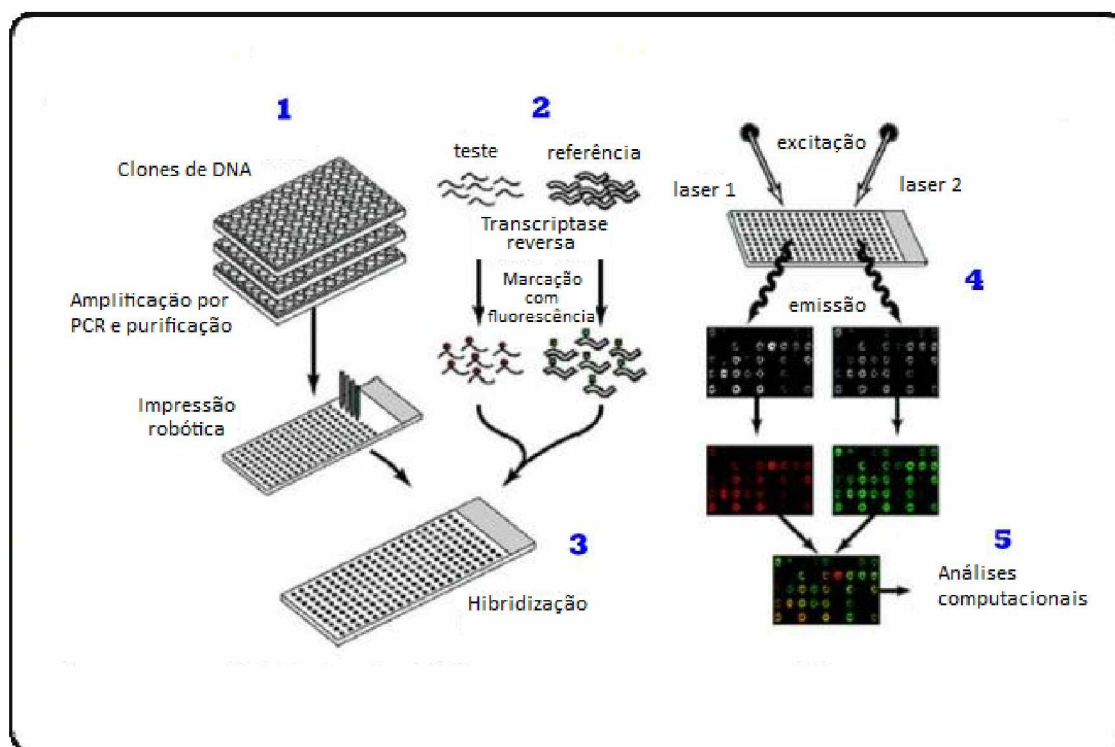 1
Clones de DNA
Amplificação por
PCR e purificação
Impressão
robótica
2
teste
referência
Transcriptase
reversa
Marcação
com
fluorescência
3
Hibridização
excitação
laser 1
laser 2
4
emissão
5
Análises
computacionais